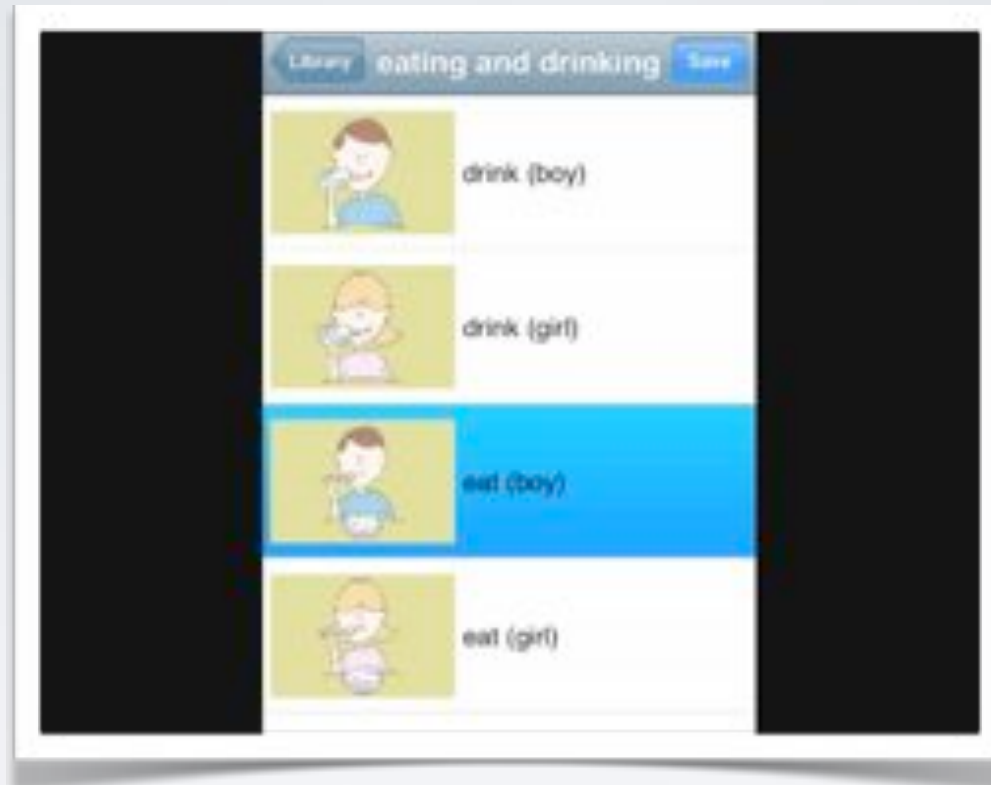 Library eating and drinking Save
drink (boy)
drink (girl)
eat (boy)
eat (girl)